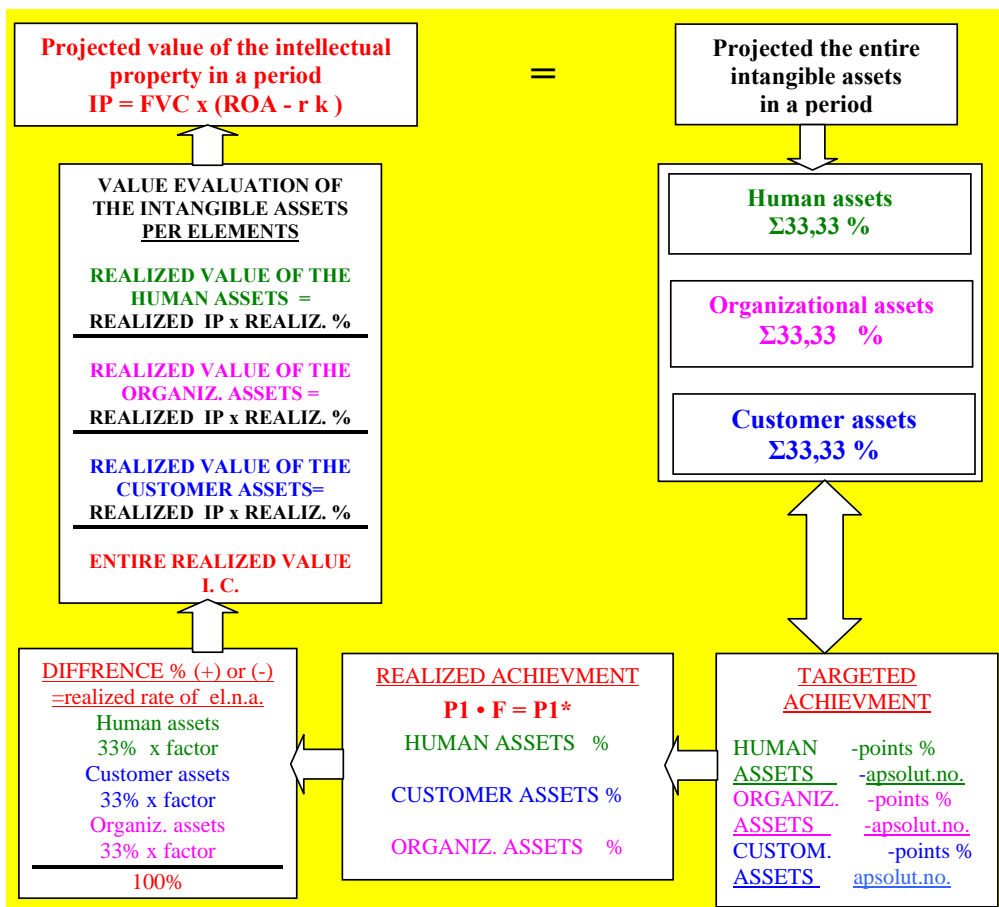 Projected value of the intellectual
property in a period
IP = FVC x (ROA - r k )
=
Projected the entire
intangible assets
in a period
VALUE EVALUATION OF
THE INTANGIBLE ASSETS
PER ELEMENTS
REALIZED VALUE OF THE
HUMAN ASSETS =
REALIZED IP x REALIZ. %
REALIZED VALUE OF THE
ORGANIZ. ASSETS =
REALIZED IP x REALIZ. %
REALIZED VALUE OF THE
CUSTOMER ASSETS=
REALIZED IP x REALIZ. %
ENTIRE REALIZED VALUE
I. C.
Human assets
Σ33,33 %
Organizational assets
Σ33,33 %
Customer assets
Σ33,33 %
DIFFRENCE % (+) or (-)
=realized rate of el.n.a.
Human assets
33% x factor
Customer assets
33% x factor
Organiz. assets
33% x factor
100%
REALIZED ACHIEVMENT
P1 • F = P1*
HUMAN ASSETS %
CUSTOMER ASSETS %
ORGANIZ. ASSETS %
TARGETED
ACHIEVMENT
HUMAN -points %
ASSETS -apsolut.no.
ORGANIZ. -points %
ASSETS -apsolut.no.
CUSTOM. -points %
ASSETS apsolut.no.